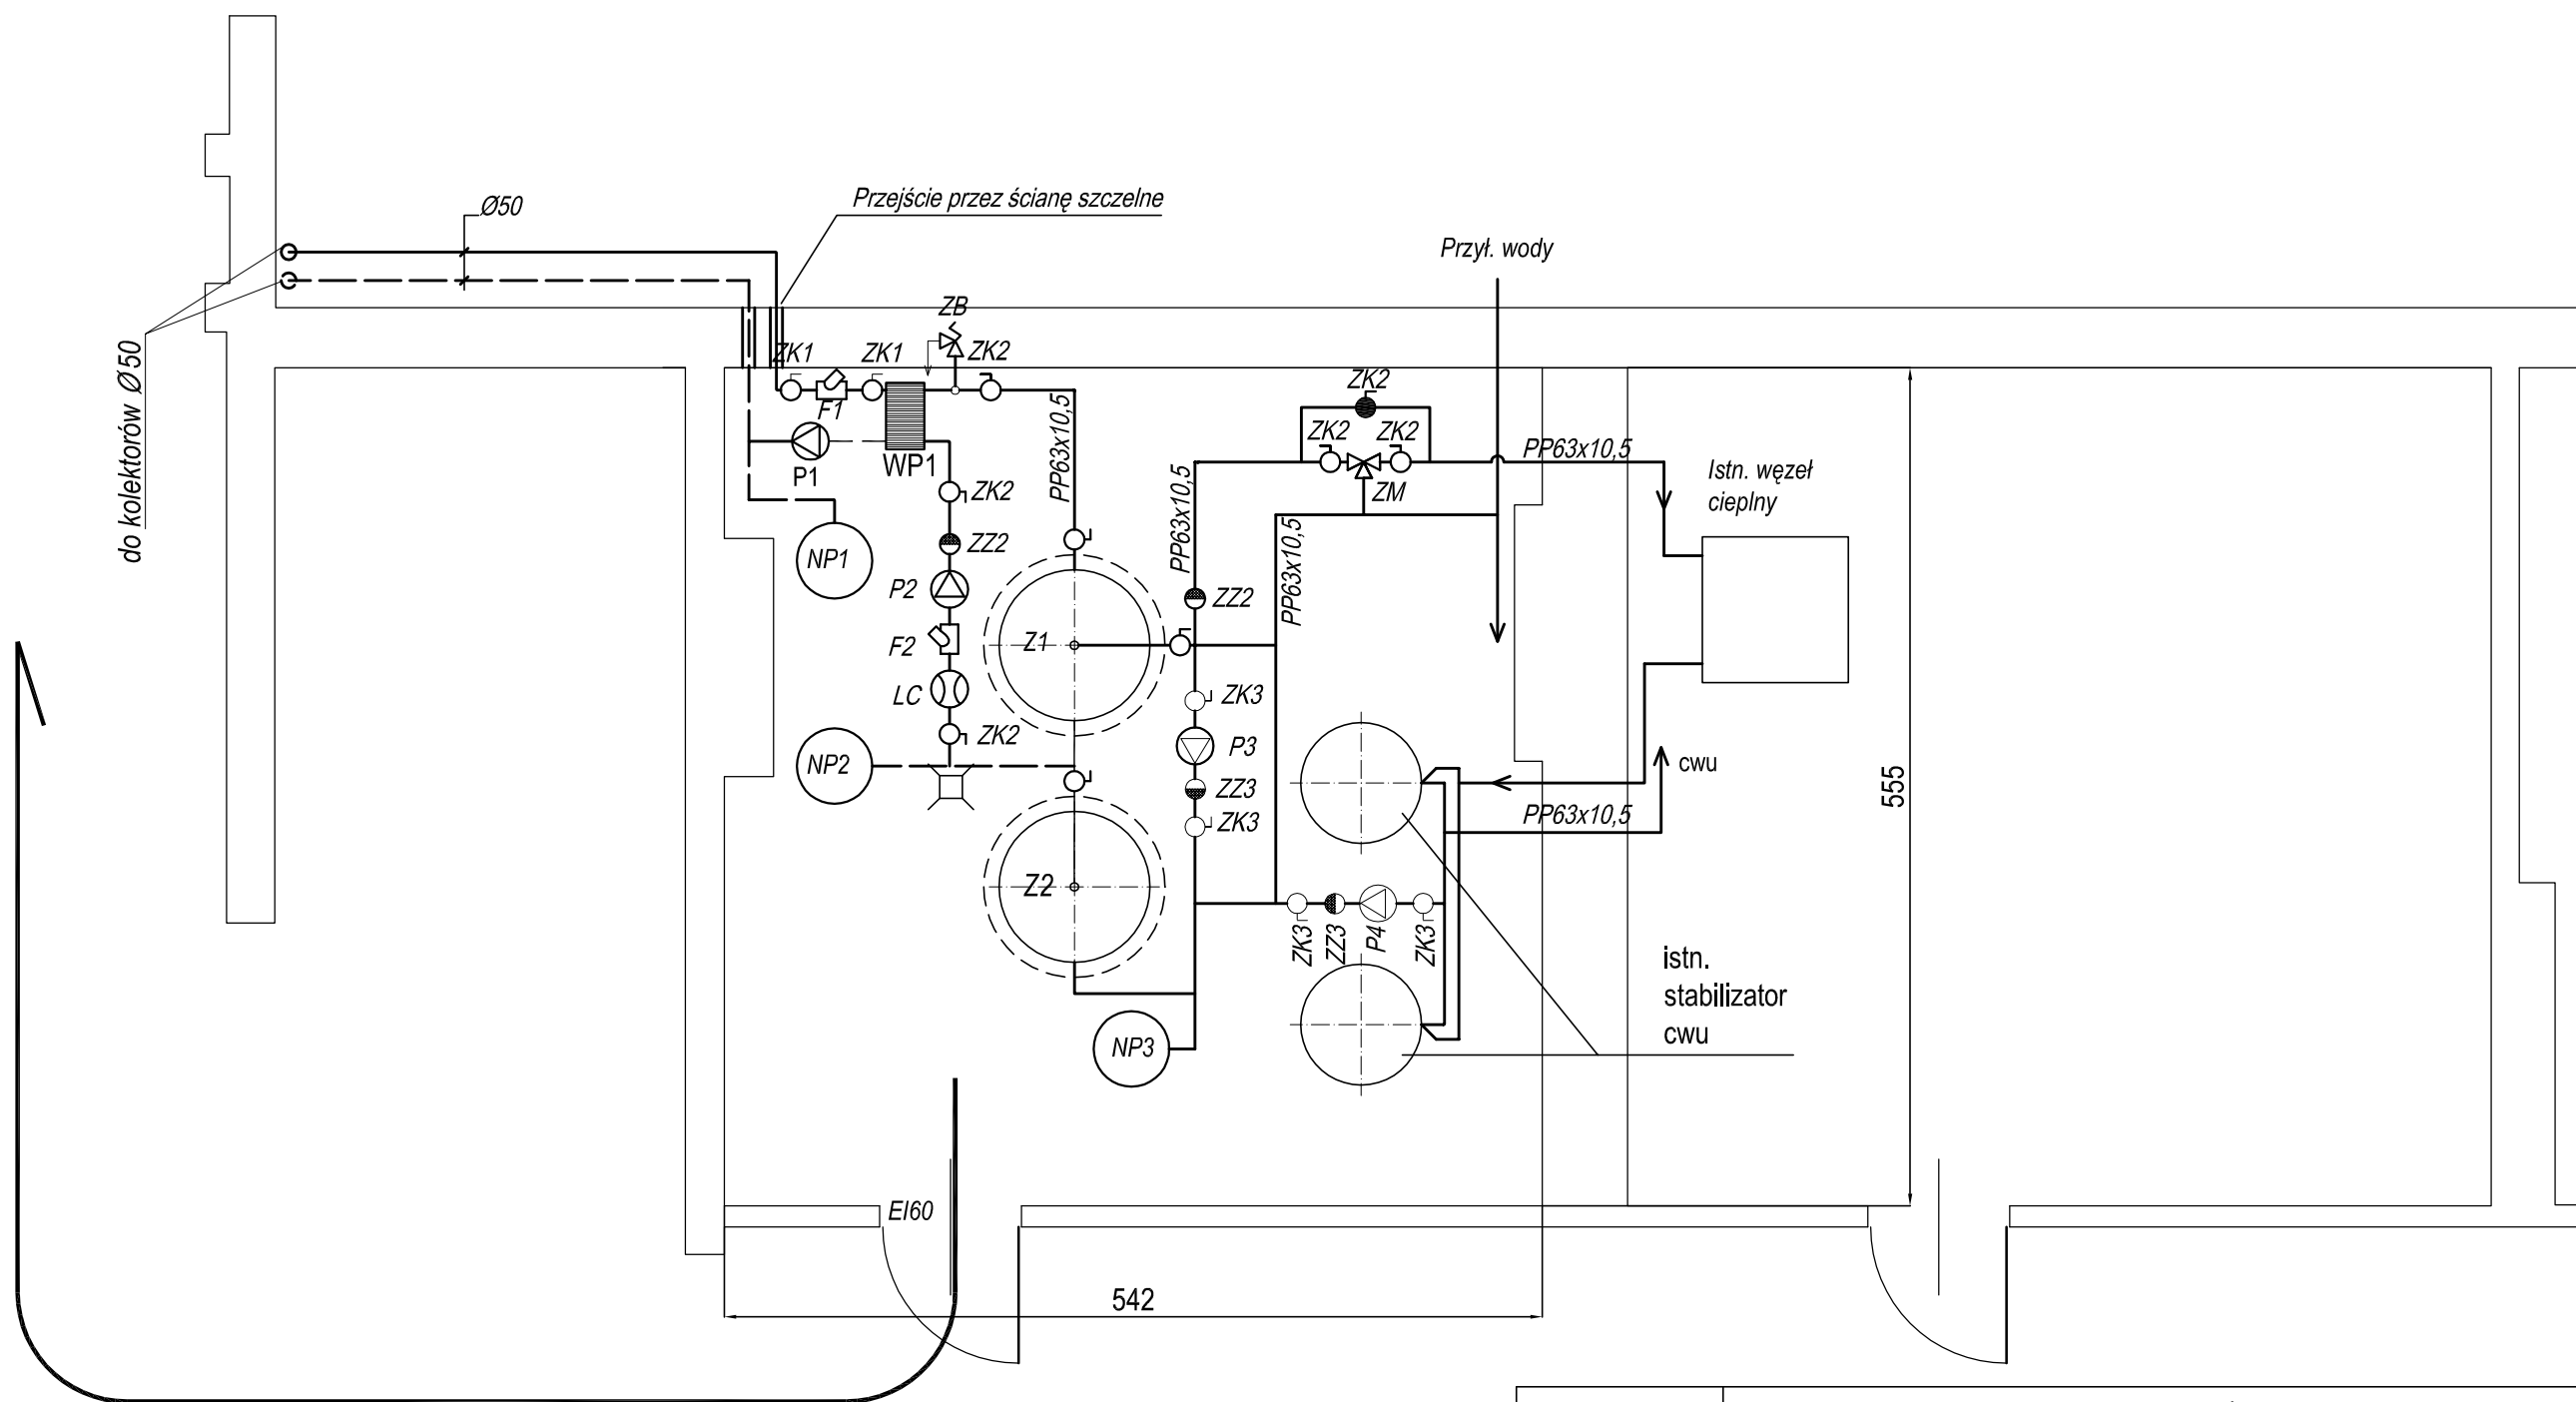 Ø50
Przejście przez ścianę szczelne
Przył. wody
do kolektorów Ø50
ZB
ZK1
ZK1
ZK2
F1
P1
WP1
PP63x10,5
ZK2
ZK2
ZK2
ZM
PP63x10,5
PP63x10,5
PP63x10,5
Istn. węzeł
cieplny
ZK2
ZZ2
NP1
P2
F2
LC
ZK2
NP2
Z1
ZZ2
ZK3
P3
ZZ3
ZK3
Z2
cwu
PP63x10,5
555
ZK3
ZZ3
P4
ZK3
istn.
stabilizator
cwu
NP3
EI60
542